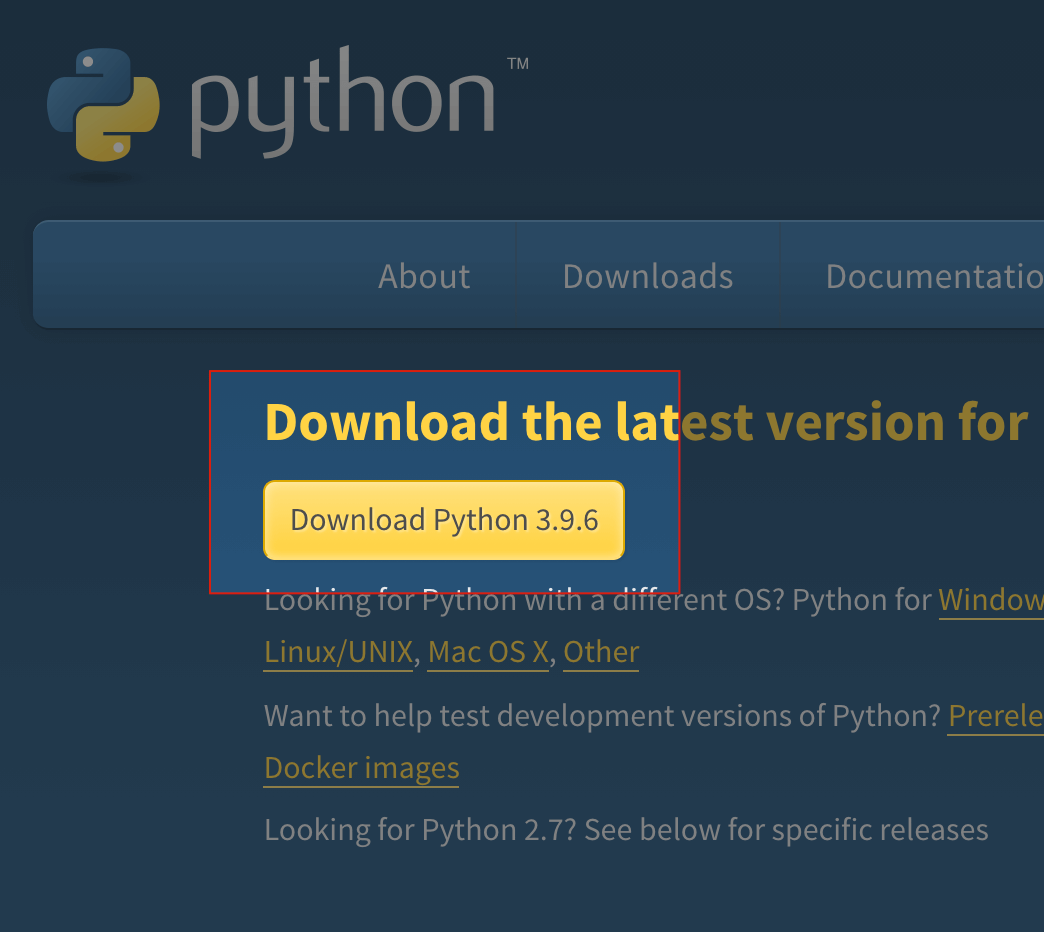 python™
About Downloads Documentatio
Download the latest version for
Download Python 3.9.6
Looking for Python with a different OS? Python for Window
Linux/UNIX, Mac OS X, Other
Want to help test development versions of Python? Prerele
Docker images
Looking for Python 2.7? See below for specific releases